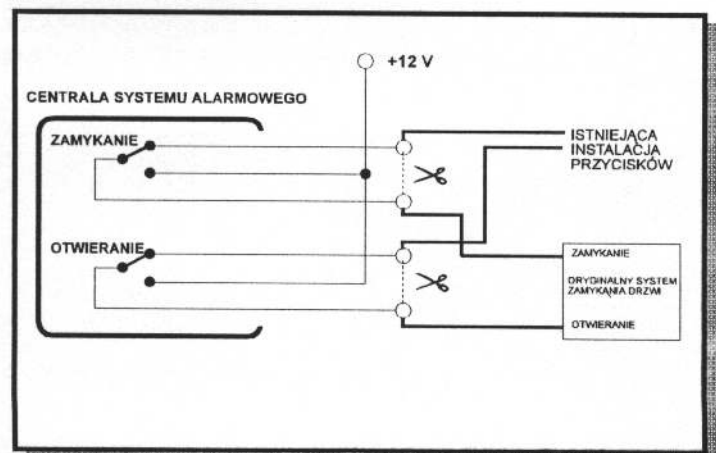 +12 V
CENTRALA SYSTEMU ALARMOWEGO
ZAMYKANIE
ISTNIEJĄCA
INSTALACJA
PRZYCISKÓW
OTWIERANIE
ZAMYKANIE
ORYGINALNY SYSTEM
ZAMYKANIA DRZWI
OTWIERANIE